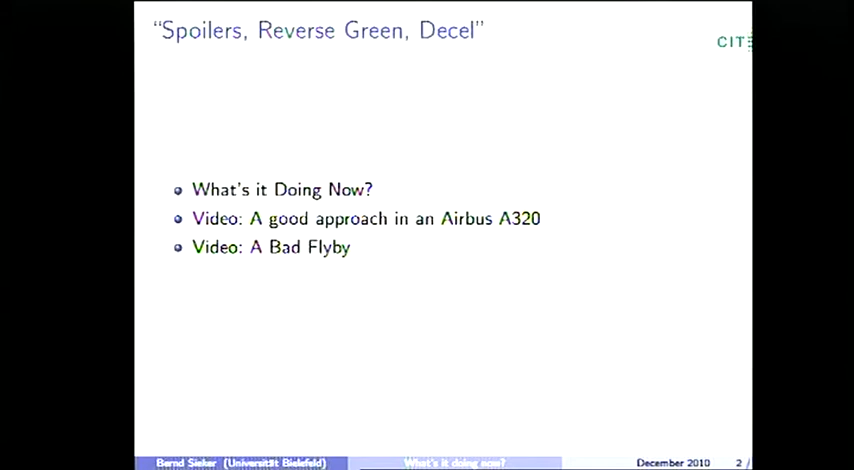 “Spoilers, Reverse Green, Decel”
CIT
What's it Doing Now?
Video: A good approach in an Airbus A320
Video: A Bad Flyby
Bernd Sieker (Universität Bielefeld)
What's it doing now?
December 2010
2 /